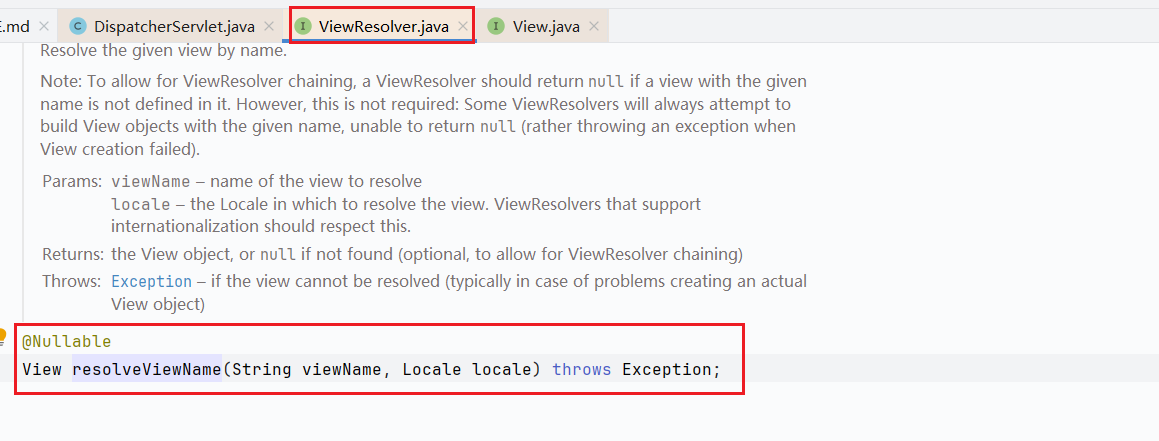 E.md × C DispatcherServlet.java × I ViewResolver.java × I View.java ×
Resolve the given view by name.
Note: To allow for ViewResolver chaining, a ViewResolver should return null if a view with the given
name is not defined in it. However, this is not required: Some ViewResolvers will always attempt to
build View objects with the given name, unable to return null (rather throwing an exception when
View creation failed).
Params: viewName – name of the view to resolve
locale – the Locale in which to resolve the view. ViewResolvers that support
internationalization should respect this.
Returns: the View object, or null if not found (optional, to allow for ViewResolver chaining)
Throws: Exception – if the view cannot be resolved (typically in case of problems creating an actual
View object)
@Nullable
View resolveViewName(String viewName, Locale locale) throws Exception;